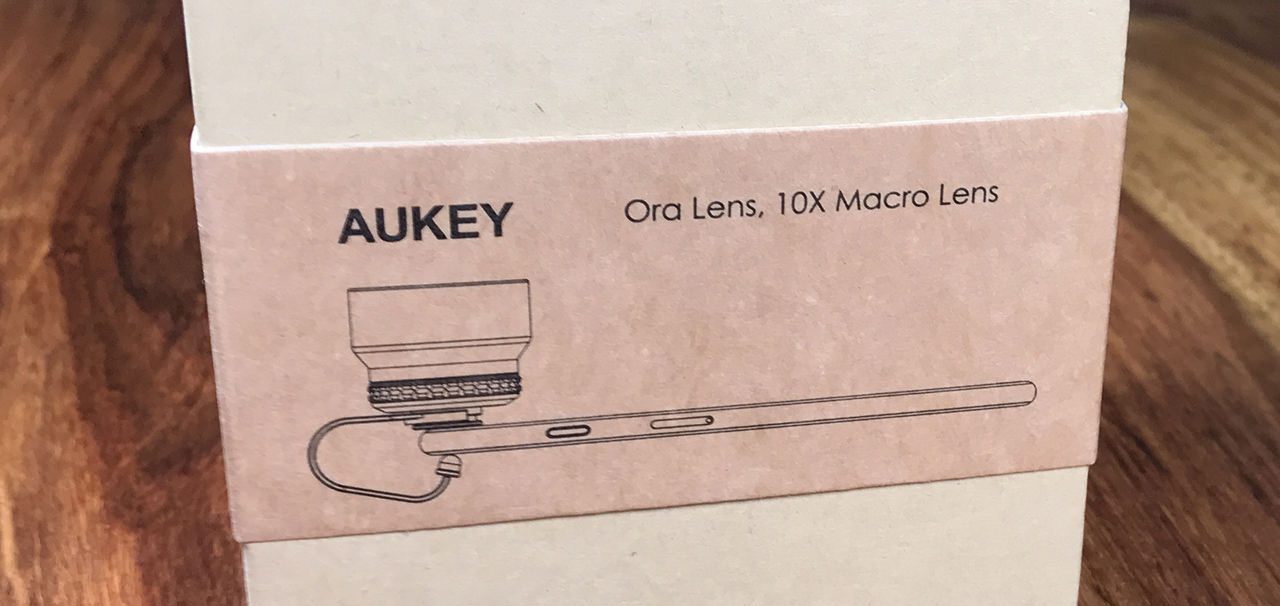 AUKEY
Ora Lens, 10X Macro Lens